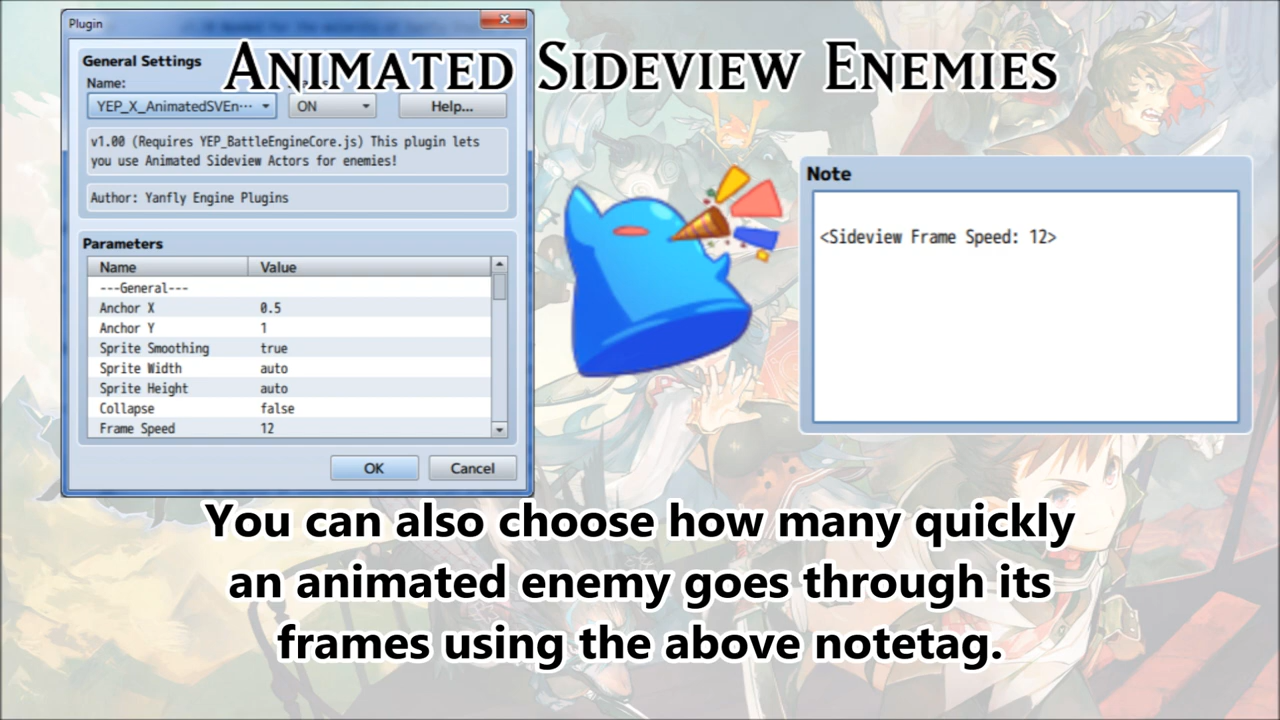 Plugin
ANIMATED SIDEVIEW ENEMIES
General Settings
Name:
YEP_X_AnimatedSVEn···
ON
Help...
v1.00 (Requires YEP_BattleEngineCore.js) This plugin lets
you use Animated Sideview Actors for enemies!
Author: Yanfly Engine Plugins
Parameters
Name Value
---General---
Anchor X 0.5
Anchor Y 1
Sprite Smoothing true
Sprite Width auto
Sprite Height auto
Collapse false
Frame Speed 12
OK Cancel
Note
<Sideview Frame Speed: 12>
You can also choose how many quickly
an animated enemy goes through its
frames using the above notetag.